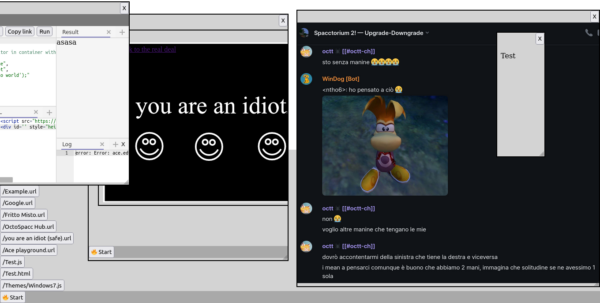 Copy link
Run
Result
asasa
tor in container with
s world');"
<script src="https://
<div id="" style="hei
Log
1 error: Error: ace.ed
/Example.url
/Google.url
/Fritto Misto.url
/OctoSpacc Hub.url
/you are an idiot (safe).url
/Ace playground.url
/Test.js
/Test.html
/Themes/Windows7.js
Start
you are an idiot
Start
Spacctorium 2! — Upgrade-Downgrade
octt [[#octt-ch]]
sto senza manine 😭😭😭😭
WinDog [Bot]
<ntho6>: ho pensato a ciò 😭
octt [[#octt-ch]]
non 😭
voglio altre manine che tengano le mie
octt [[#octt-ch]]
dovrò accontentarmi della sinistra che tiene la destra e viceversa
i mean a pensarci comunque è buono che abbiamo 2 mani, immagina che solitudine se ne avessimo 1
sola
x
Test